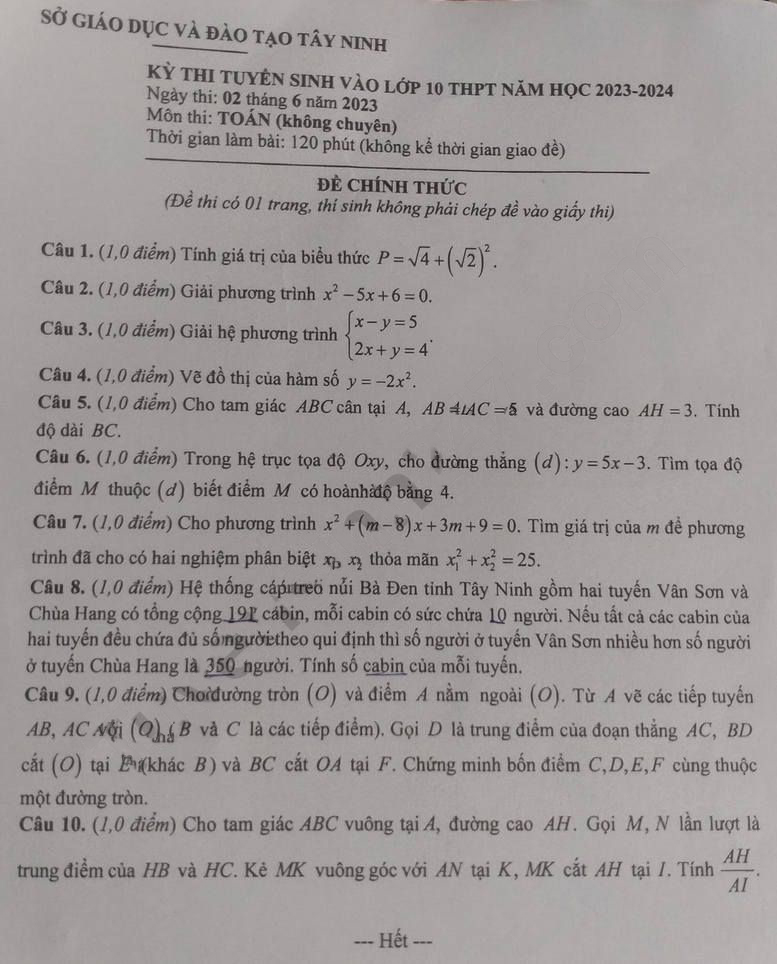 SỞ GIÁO DỤC VÀ ĐÀO TẠO TÂY NINH
KỲ THI TUYỂN SINH VÀO LỚP 10 THPT NĂM HỌC 2023-2024
Ngày thi: 02 tháng 6 năm 2023
Môn thi: TOÁN (không chuyên)
Thời gian làm bài: 120 phút (không kể thời gian giao đề)
ĐỀ CHÍNH THỨC
(Đề thi có 01 trang, thí sinh không phải chép đề vào giấy thi)
Câu 1. (1,0 điểm) Tính giá trị của biểu thức P = √4 + (√2)².
Câu 2. (1,0 điểm) Giải phương trình x² − 5x + 6 = 0.
Câu 3. (1,0 điểm) Giải hệ phương trình { x − y = 5
2x + y = 4.
Câu 4. (1,0 điểm) Vẽ đồ thị của hàm số y = −2x².
Câu 5. (1,0 điểm) Cho tam giác ABC cân tại A, AB = AC = 5 và đường cao AH = 3. Tính
độ dài BC.
Câu 6. (1,0 điểm) Trong hệ trục tọa độ Oxy, cho đường thẳng (d): y = 5x − 3. Tìm tọa độ
điểm M thuộc (d) biết điểm M có hoành độ bằng 4.
Câu 7. (1,0 điểm) Cho phương trình x² + (m − 8)x + 3m + 9 = 0. Tìm giá trị của m để phương
trình đã cho có hai nghiệm phân biệt x₁, x₂ thỏa mãn x₁² + x₂² = 25.
Câu 8. (1,0 điểm) Hệ thống cáp treo núi Bà Đen tỉnh Tây Ninh gồm hai tuyến Vân Sơn và
Chùa Hang có tổng cộng 191 cabin, mỗi cabin có sức chứa 10 người. Nếu tất cả các cabin của
hai tuyến đều chứa đủ số người theo qui định thì số người ở tuyến Vân Sơn nhiều hơn số người
ở tuyến Chùa Hang là 350 người. Tính số cabin của mỗi tuyến.
Câu 9. (1,0 điểm) Cho đường tròn (O) và điểm A nằm ngoài (O). Từ A vẽ các tiếp tuyến
AB, AC với (O) (B và C là các tiếp điểm). Gọi D là trung điểm của đoạn thẳng AC, BD
cắt (O) tại E (khác B) và BC cắt OA tại F. Chứng minh bốn điểm C,D,E,F cùng thuộc
một đường tròn.
Câu 10. (1,0 điểm) Cho tam giác ABC vuông tại A, đường cao AH. Gọi M, N lần lượt là
trung điểm của HB và HC. Kẻ MK vuông góc với AN tại K, MK cắt AH tại I. Tính AH/AI.
--- Hết ---